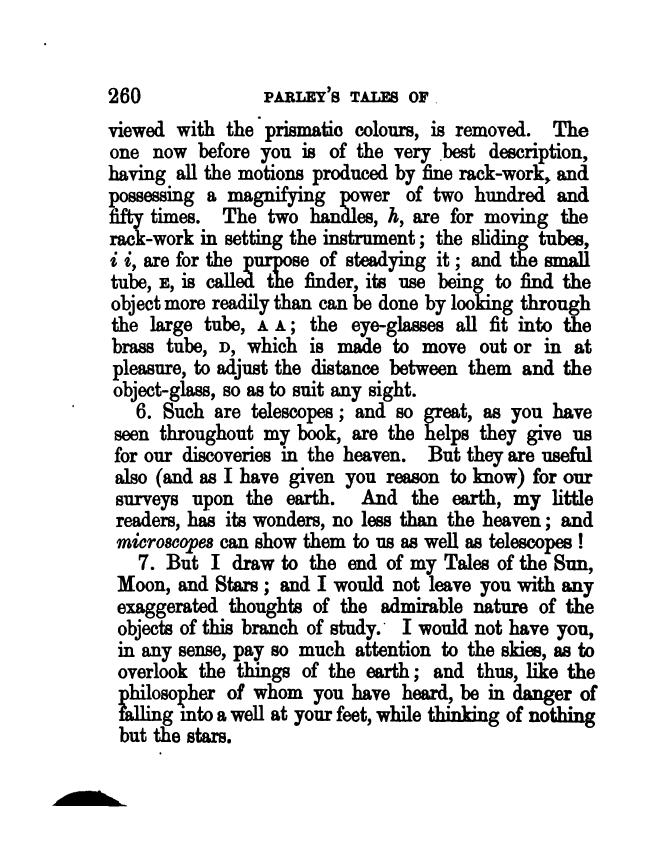 260 PARLEY'S TALES OF
viewed with the prismatic colours, is removed. The
one now before you is of the very best description,
having all the motions produced by fine rack-work, and
possessing a magnifying power of two hundred and
fifty times. The two handles, h, are for moving the
rack-work in setting the instrument; the sliding tubes,
i i, are for the purpose of steadying it; and the small
tube, E, is called the finder, its use being to find the
object more readily than can be done by looking through
the large tube, A A; the eye-glasses all fit into the
brass tube, D, which is made to move out or in at
pleasure, to adjust the distance between them and the
object-glass, so as to suit any sight.
6. Such are telescopes; and so great, as you have
seen throughout my book, are the helps they give us
for our discoveries in the heaven. But they are useful
also (and as I have given you reason to know) for our
surveys upon the earth. And the earth, my little
readers, has its wonders, no less than the heaven; and
microscopes can show them to us as well as telescopes!
7. But I draw to the end of my Tales of the Sun,
Moon, and Stars; and I would not leave you with any
exaggerated thoughts of the admirable nature of the
objects of this branch of study. I would not have you,
in any sense, pay so much attention to the skies, as to
overlook the things of the earth; and thus, like the
philosopher of whom you have heard, be in danger of
falling into a well at your feet, while thinking of nothing
but the stars.